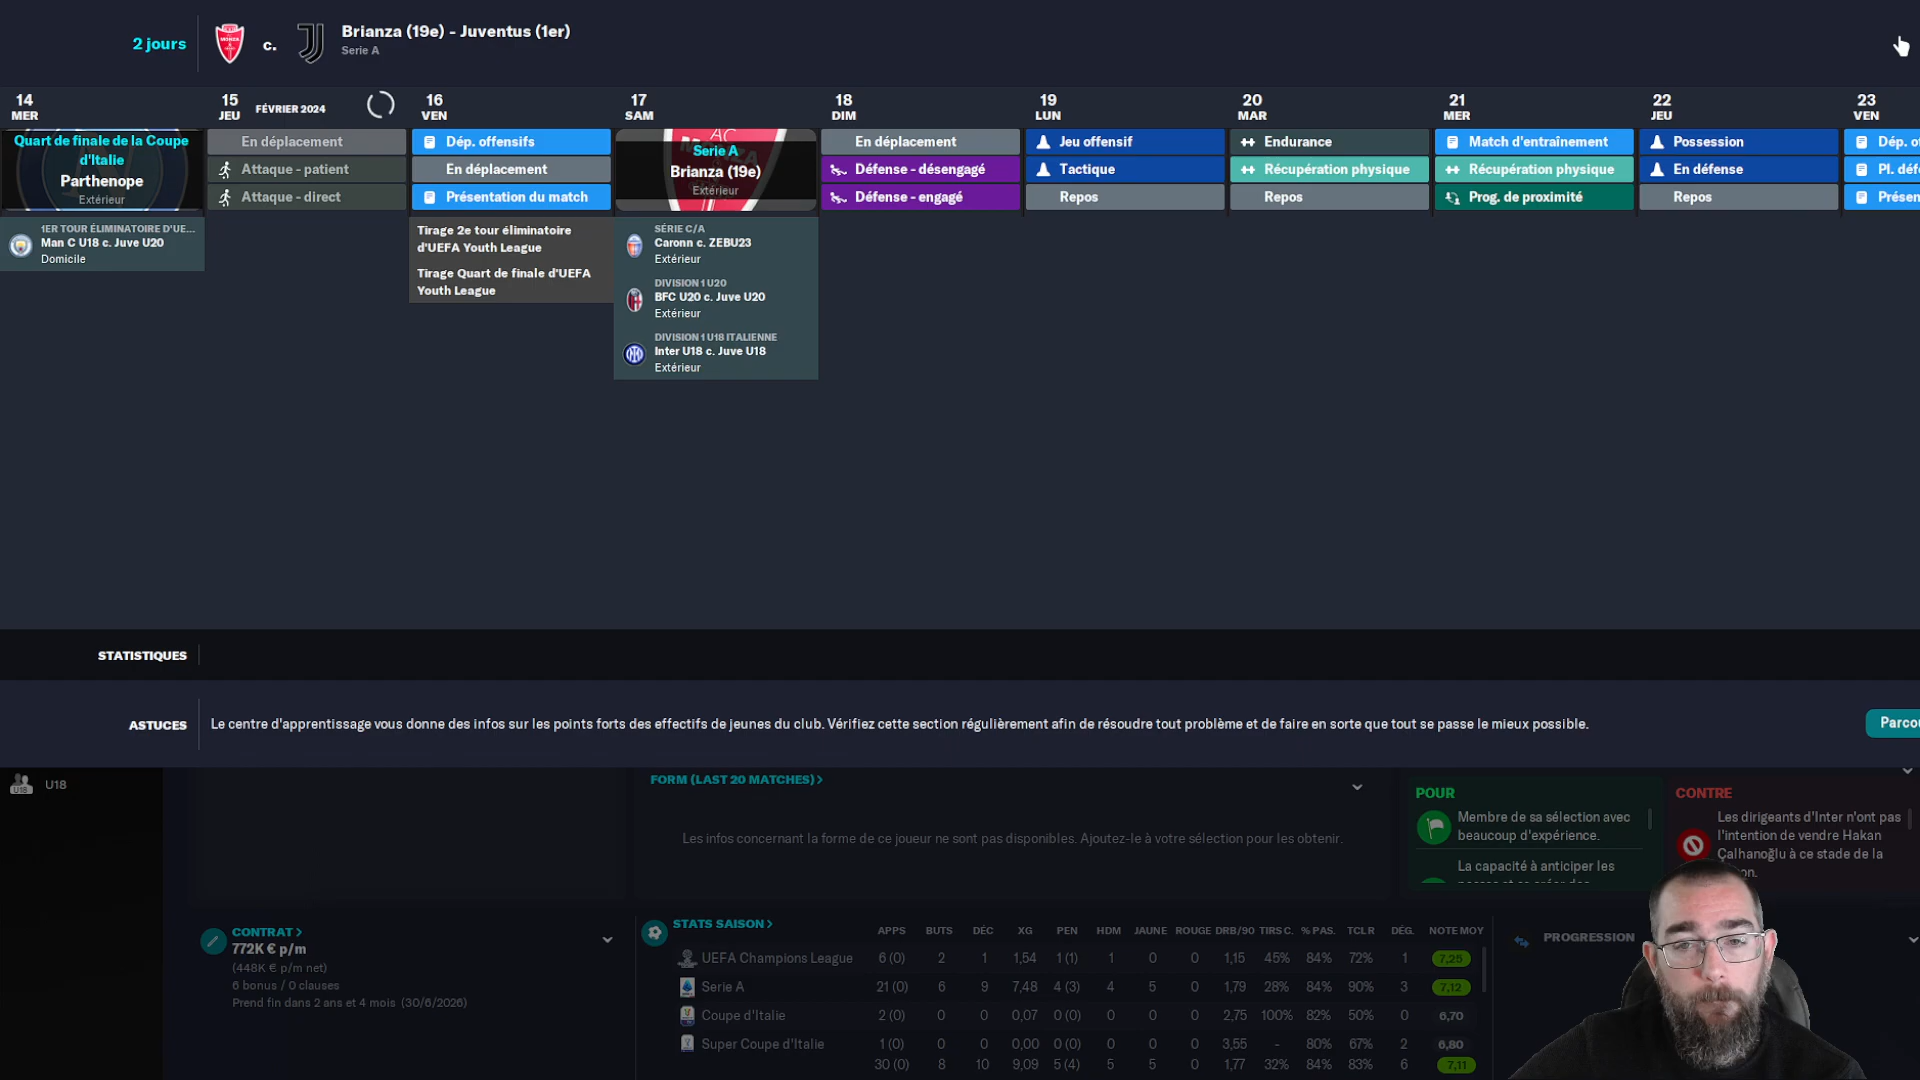 2 jours
c.
Brianza (19e) - Juventus (1er)
Serie A
14
MER
15
JEU
FÉVRIER 2024
16
VEN
17
SAM
18
DIM
19
LUN
20
MAR
21
MER
22
JEU
23
VEN
Quart de finale de la Coupe
d'Italie
Parthenope
Extérieur
1ER TOUR ÉLIMINATOIRE D'UE...
Man C U18 c. Juve U20
Domicile
En déplacement
Attaque - patient
Attaque - direct
Dép. offensifs
En déplacement
Présentation du match
Tirage 2e tour éliminatoire
d'UEFA Youth League
Tirage Quart de finale d'UEFA
Youth League
Serie A
Brianza (19e)
Extérieur
SÉRIE C/A
Caronn c. ZEBU23
Extérieur
DIVISION 1 U20
BFC U20 c. Juve U20
Extérieur
DIVISION 1 U18 ITALIENNE
Inter U18 c. Juve U18
Extérieur
En déplacement
Défense - désengagé
Défense - engagé
Jeu offensif
Tactique
Repos
Endurance
Récupération physique
Repos
Match d'entraînement
Récupération physique
Prog. de proximité
Possession
En défense
Repos
Dép. o
Pl. défe
Présen
STATISTIQUES
ASTUCES
Le centre d'apprentissage vous donne des infos sur les points forts des effectifs de jeunes du club. Vérifiez cette section régulièrement afin de résoudre tout problème et de faire en sorte que tout se passe le mieux possible.
Parcou
U18
FORM (LAST 20 MATCHES) >
Les infos concernant la forme de ce joueur ne sont pas disponibles. Ajoutez-le à votre sélection pour les obtenir.
POUR
Membre de sa sélection avec
beaucoup d'expérience.
La capacité à anticiper les
CONTRE
Les dirigeants d'Inter n'ont pas
l'intention de vendre Hakan
Çalhanoğlu à ce stade de la
CONTRAT >
772K € p/m
(448K € p/m net)
6 bonus / 0 clauses
Prend fin dans 2 ans et 4 mois (30/6/2026)
STATS SAISON > APPS BUTS DÉC XG PEN HDM JAUNE ROUGE DRB/90 TIRS C. % PAS. TCL R DÉG. NOTE MOY
UEFA Champions League 6 (0) 2 1 1,54 1 (1) 1 0 0 1,15 45% 84% 72% 1 7,25
Serie A 21 (0) 6 9 7,48 4 (3) 4 5 0 1,79 28% 84% 90% 3 7,12
Coupe d'Italie 2 (0) 0 0 0,07 0 (0) 0 0 0 2,75 100% 82% 50% 0 6,70
Super Coupe d'Italie 1 (0) 0 0 0,00 0 (0) 0 0 0 3,55 - 80% 67% 2 6,80
30 (0) 8 10 9,09 5 (4) 5 5 0 1,77 32% 84% 83% 6 7,11
PROGRESSION